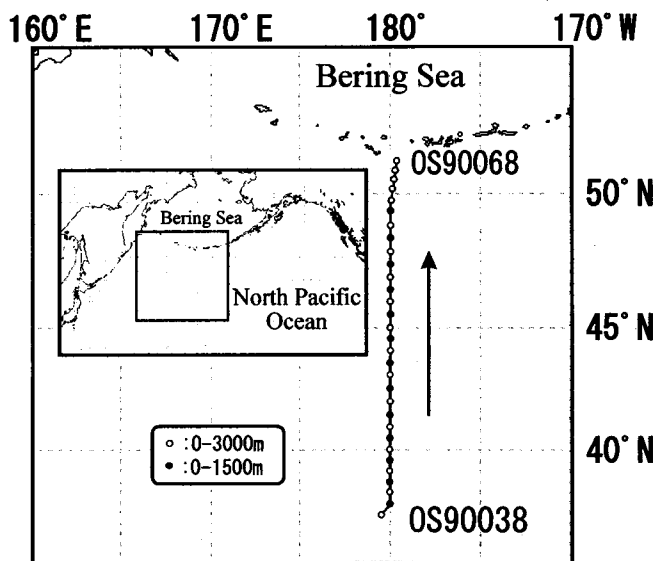 160°E 170°E 180° 170°W
Bering Sea
OS90068
50°N
Bering Sea
North Pacific
Ocean
45°N
○ :0-3000m
● :0-1500m
40°N
OS90038